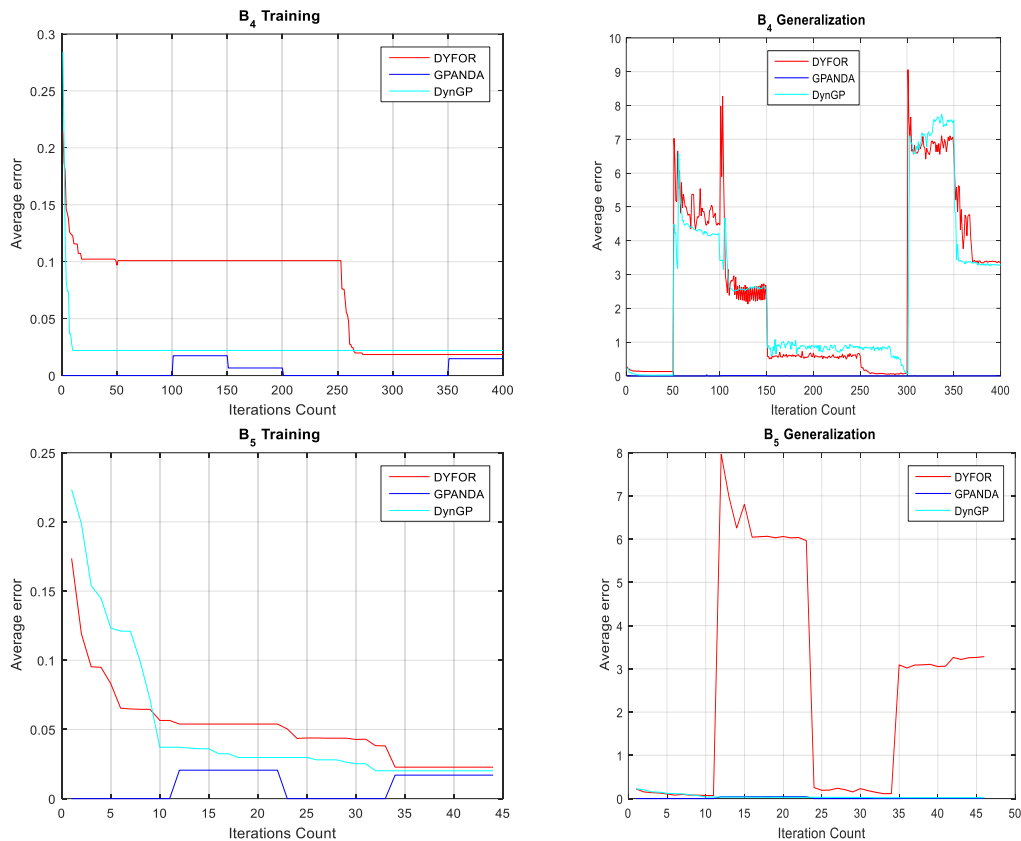 B4 Training
0.3
0.25
0.2
0.15
0.1
0.05
0
Average error
DYFOR
GPANDA
DynGP
0 50 100 150 200 250 300 350 400
Iterations Count
B4 Generalization
10
9
8
7
6
5
4
3
2
1
0
Average error
DYFOR
GPANDA
DynGP
0 50 100 150 200 250 300 350 400
Iteration Count
B5 Training
0.25
0.2
0.15
0.1
0.05
0
Average error
DYFOR
GPANDA
DynGP
0 5 10 15 20 25 30 35 40 45
Iterations Count
B5 Generalization
8
7
6
5
4
3
2
1
0
Average error
DYFOR
GPANDA
DynGP
0 5 10 15 20 25 30 35 40 45 50
Iteration Count